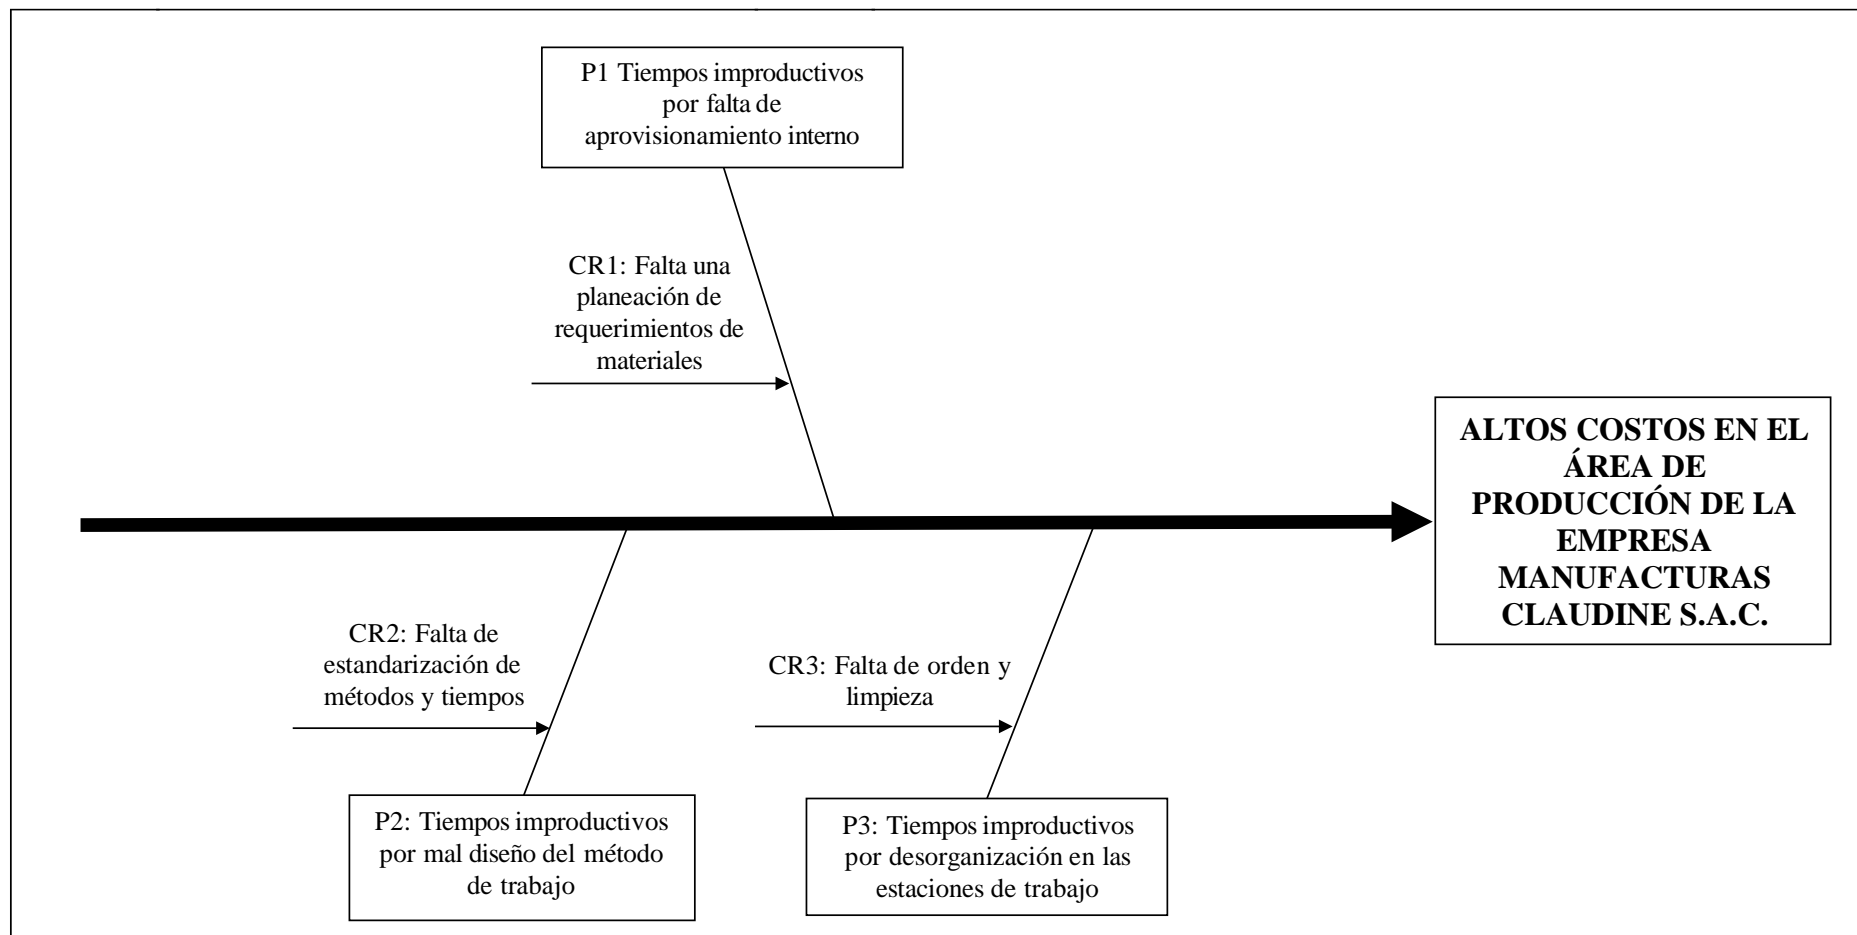 P1 Tiempos improductivos
por falta de
aprovisionamiento interno
CR1: Falta una
planeación de
requerimientos de
materiales
ALTOS COSTOS EN EL
ÁREA DE
PRODUCCIÓN DE LA
EMPRESA
MANUFACTURAS
CLAUDINE S.A.C.
CR2: Falta de
estandarización de
métodos y tiempos
CR3: Falta de orden y
limpieza
P2: Tiempos improductivos
por mal diseño del método
de trabajo
P3: Tiempos improductivos
por desorganización en las
estaciones de trabajo